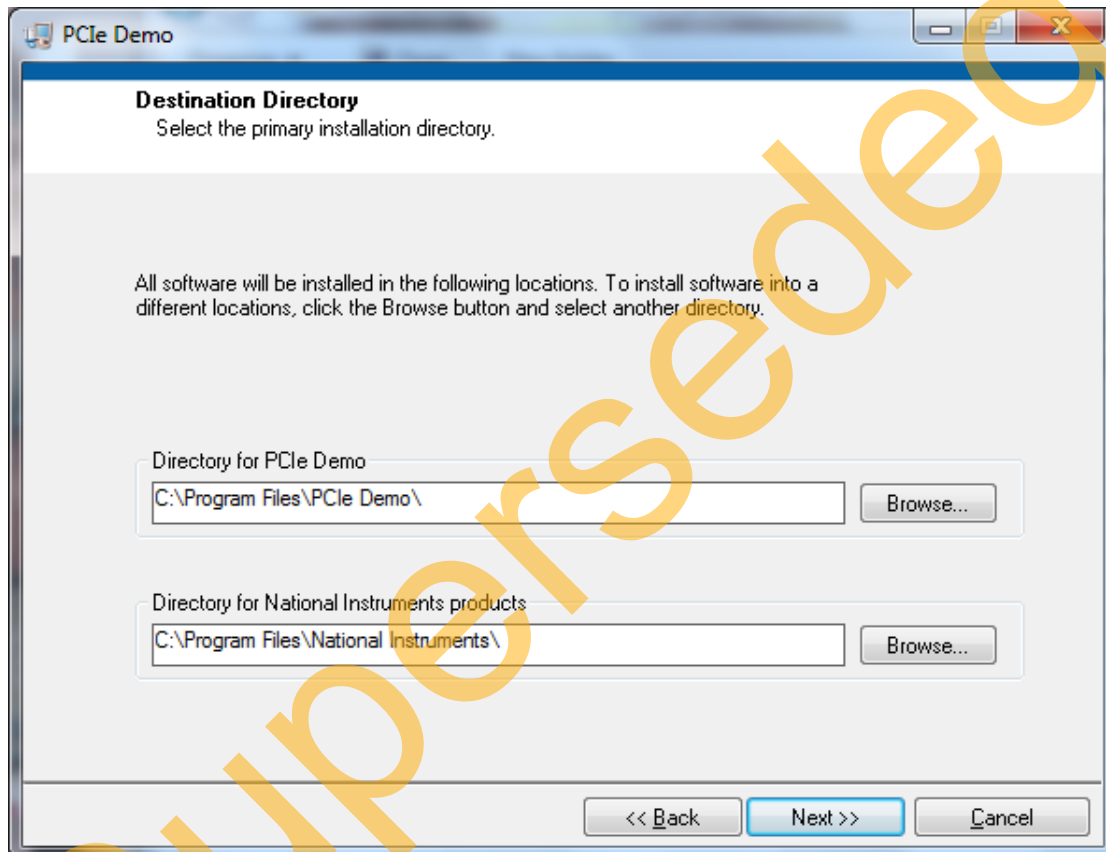 PCIe Demo
Destination Directory
Select the primary installation directory.
All software will be installed in the following locations. To install software into a
different locations, click the Browse button and select another directory.
Directory for PCIe Demo
C:\Program Files\PCIe Demo\
Browse...
Directory for National Instruments products
C:\Program Files\National Instruments\
Browse...
<< Back
Next >>
Cancel
uperseded